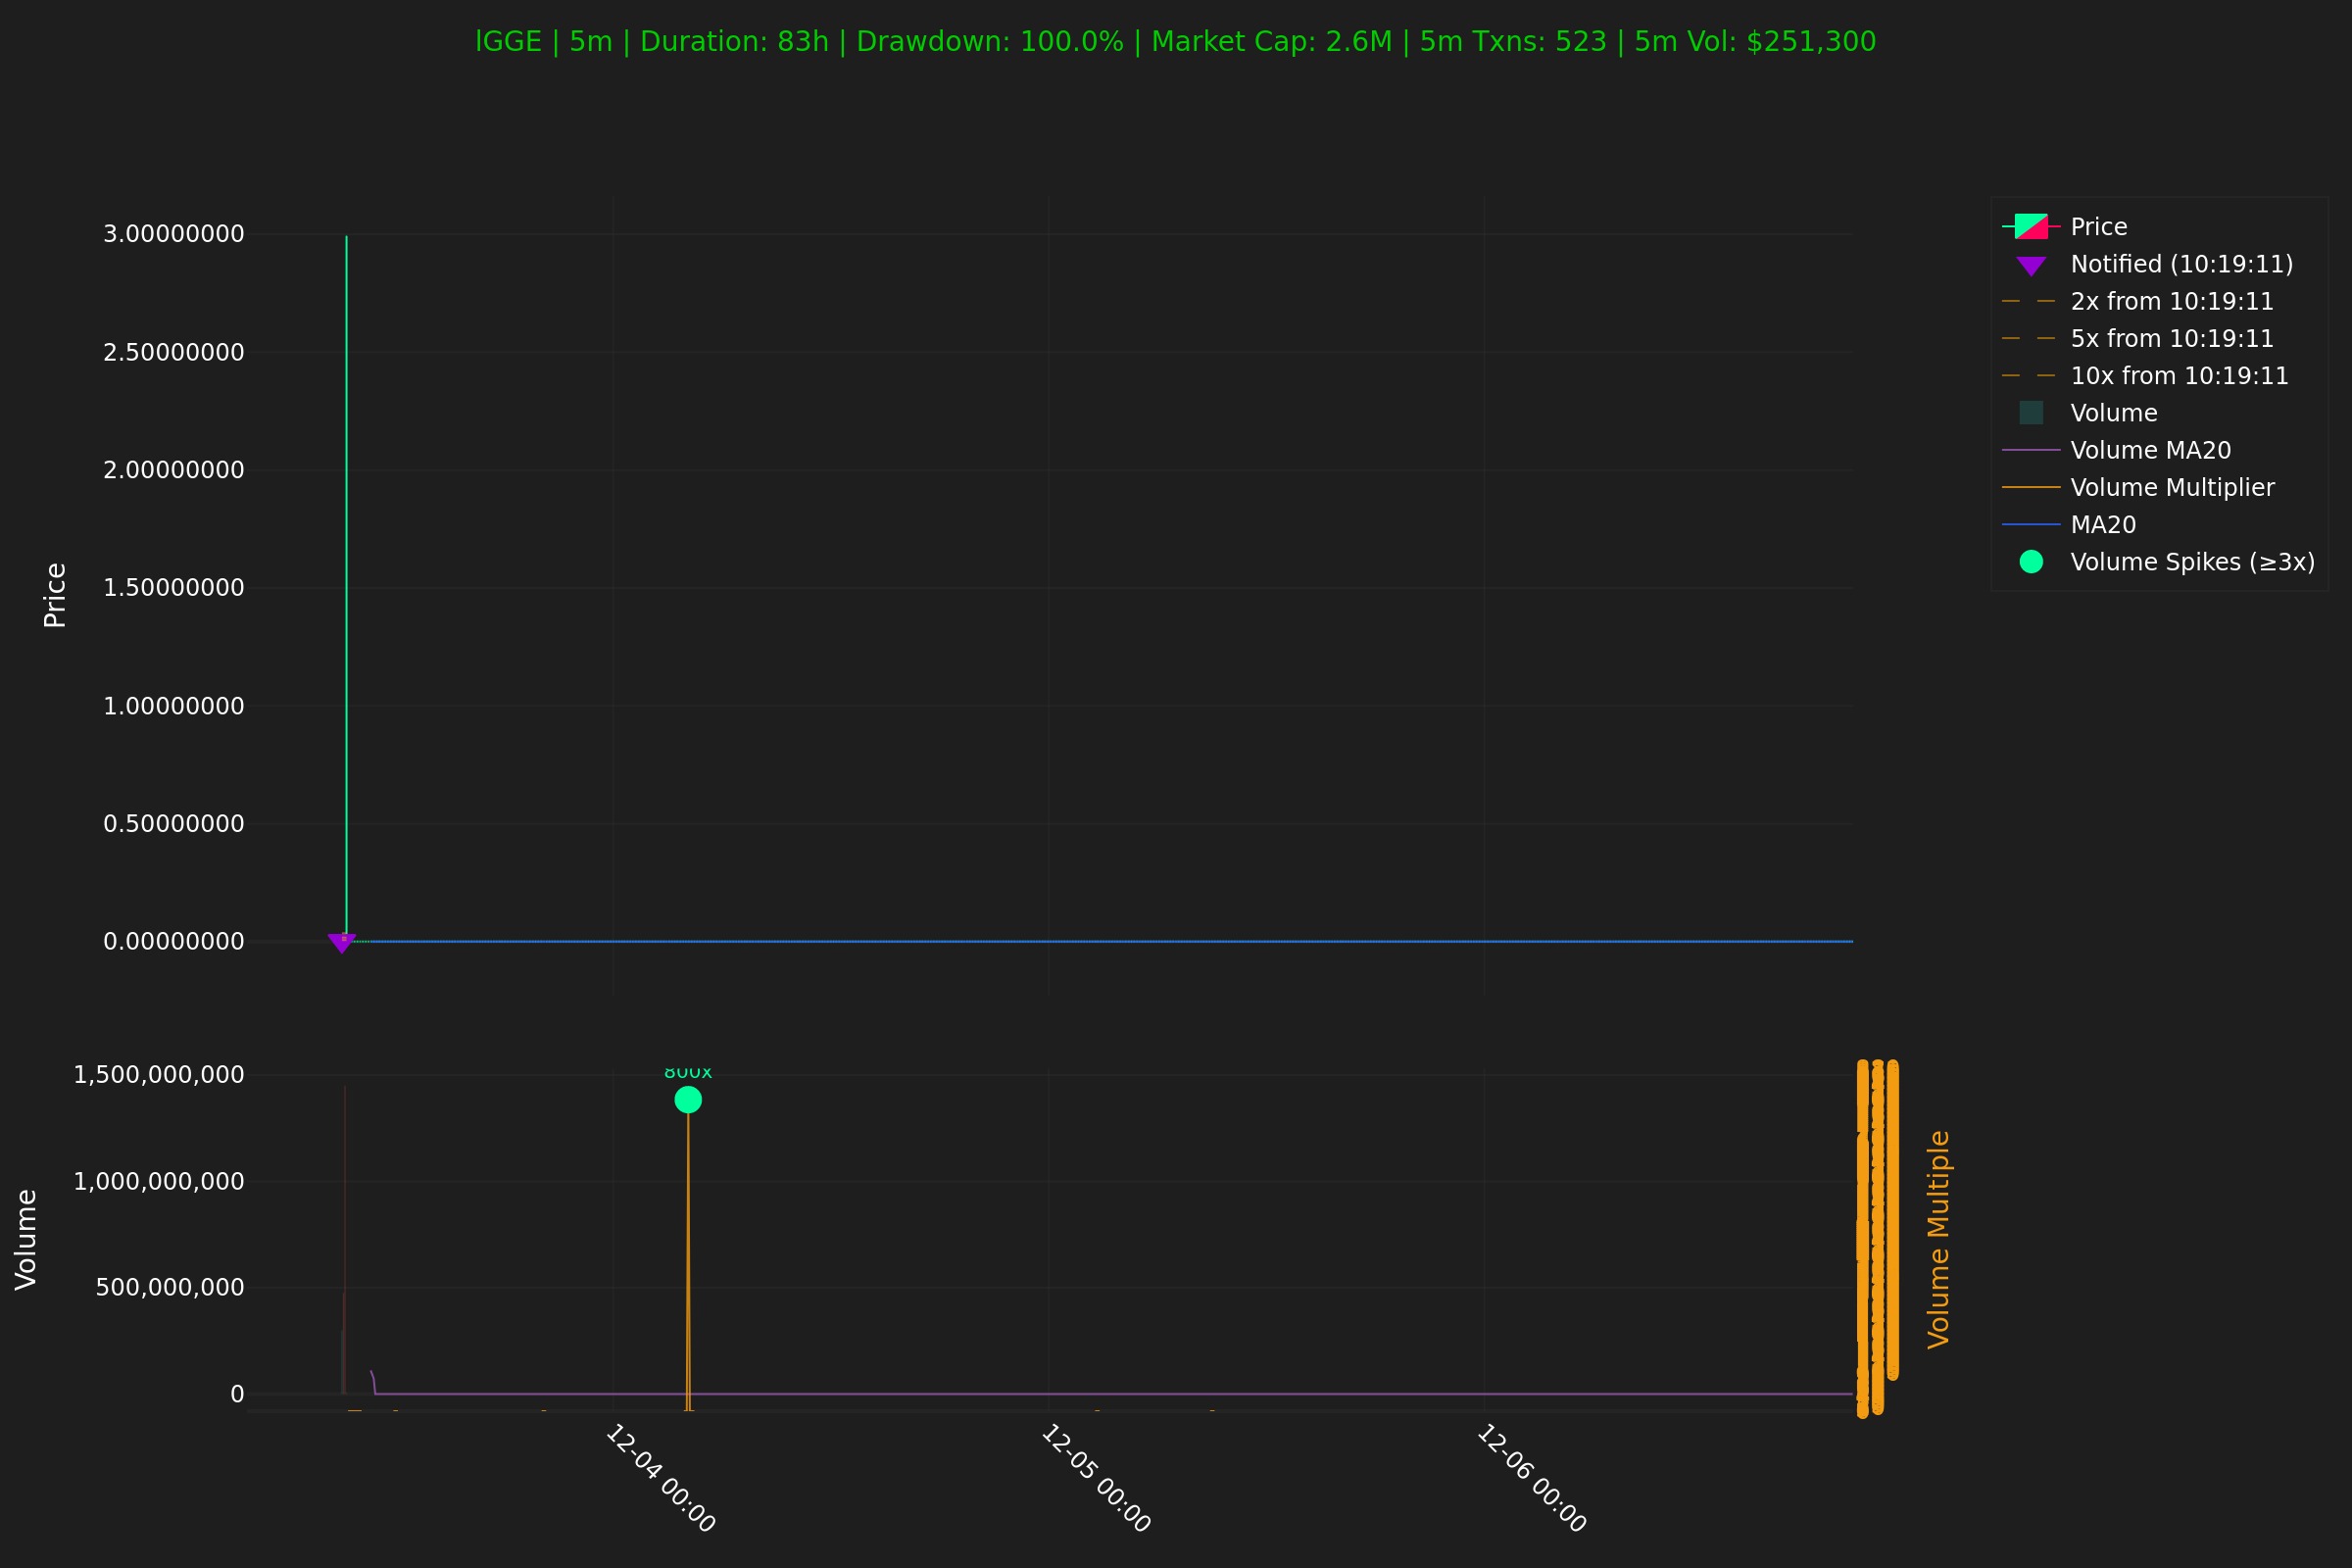 lGGE | 5m | Duration: 83h | Drawdown: 100.0% | Market Cap: 2.6M | 5m Txns: 523 | 5m Vol: $251,300
Price
3.00000000
2.50000000
2.00000000
1.50000000
1.00000000
0.50000000
0.00000000
Price
Notified (10:19:11)
2x from 10:19:11
5x from 10:19:11
10x from 10:19:11
Volume
Volume MA20
Volume Multiplier
MA20
Volume Spikes (≥3x)
Volume
1,500,000,000
1,000,000,000
500,000,000
0
Volume Multiple
12-04 00:00
12-05 00:00
12-06 00:00